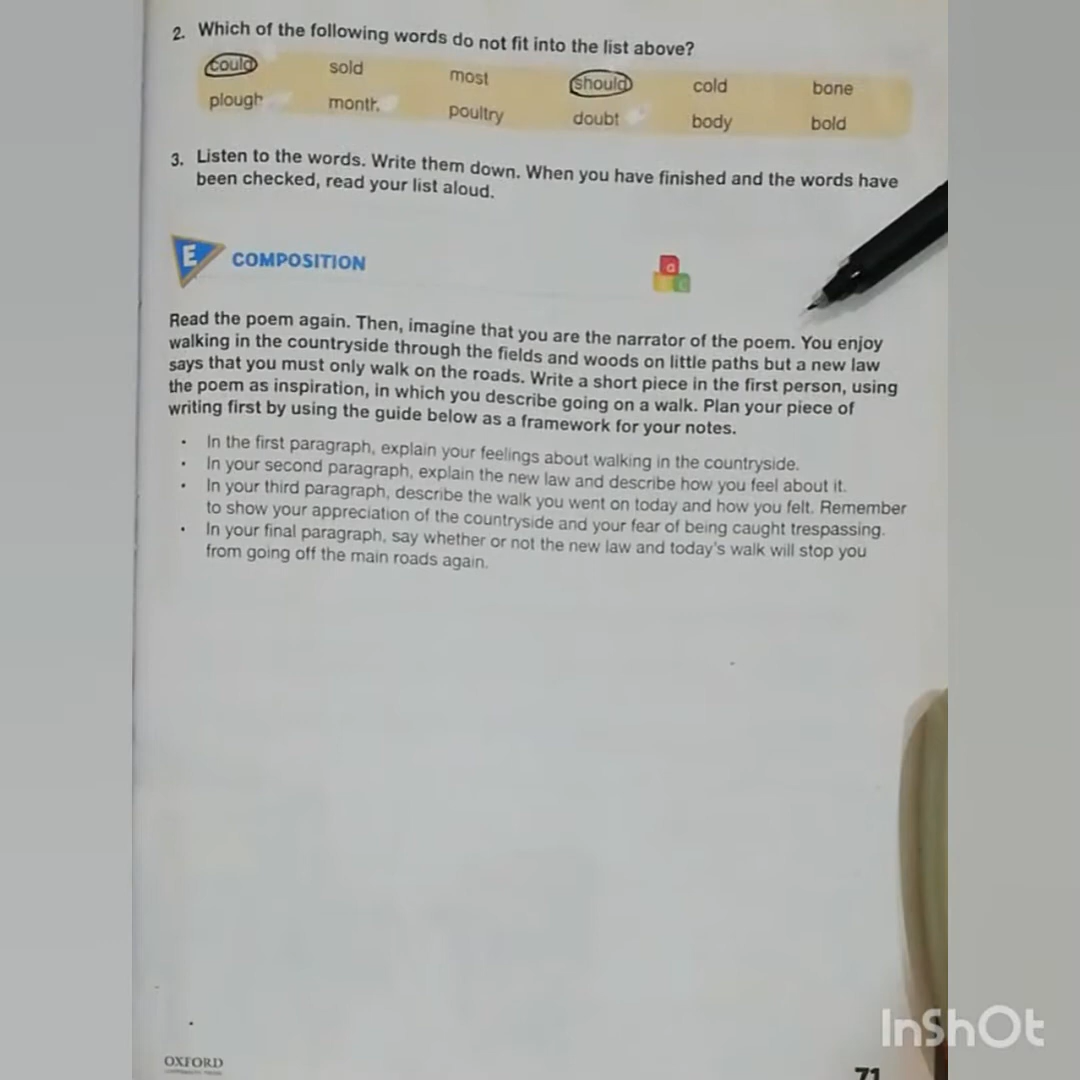 2. Which of the following words do not fit into the list above?
could sold most should cold bone
plough month poultry doubt body bold
3. Listen to the words. Write them down. When you have finished and the words have
been checked, read your list aloud.
E COMPOSITION
a
c
Read the poem again. Then, imagine that you are the narrator of the poem. You enjoy
walking in the countryside through the fields and woods on little paths but a new law
says that you must only walk on the roads. Write a short piece in the first person, using
the poem as inspiration, in which you describe going on a walk. Plan your piece of
writing first by using the guide below as a framework for your notes.
• In the first paragraph, explain your feelings about walking in the countryside.
• In your second paragraph, explain the new law and describe how you feel about it.
• In your third paragraph, describe the walk you went on today and how you felt. Remember
to show your appreciation of the countryside and your fear of being caught trespassing.
• In your final paragraph, say whether or not the new law and today's walk will stop you
from going off the main roads again.
InShOt
OXFORD
71